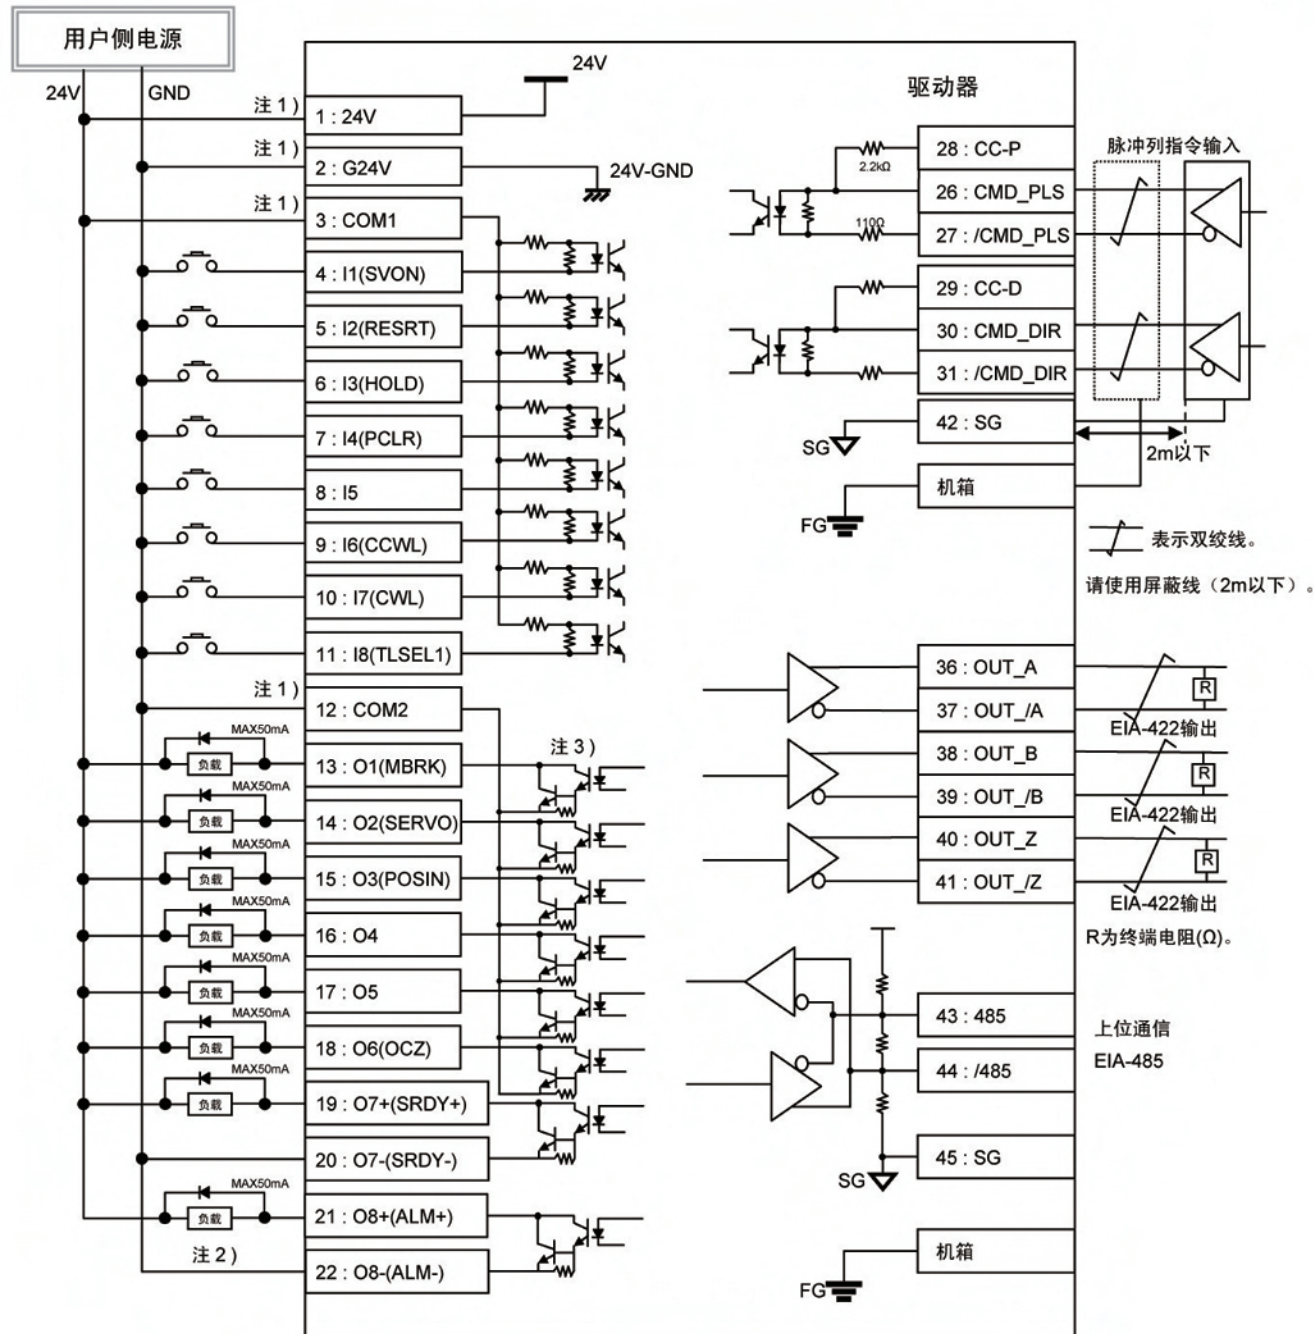 用户侧电源
24V
GND
注 1 )
1 : 24V
24V
注 1 )
2 : G24V
24V-GND
注 1 )
3 : COM1
4 : I1(SVON)
5 : I2(RESRT)
6 : I3(HOLD)
7 : I4(PCLR)
8 : I5
9 : I6(CCWL)
10 : I7(CWL)
11 : I8(TLSEL1)
注 1 )
12 : COM2
注 3 )
MAX50mA
负载
13 : O1(MBRK)
MAX50mA
负载
14 : O2(SERVO)
MAX50mA
负载
15 : O3(POSIN)
MAX50mA
负载
16 : O4
MAX50mA
负载
17 : O5
MAX50mA
负载
18 : O6(OCZ)
MAX50mA
负载
19 : O7+(SRDY+)
20 : O7-(SRDY-)
MAX50mA
负载
21 : O8+(ALM+)
注 2 )
22 : O8-(ALM-)
驱动器
28 : CC-P
2.2kΩ
26 : CMD_PLS
110Ω
27 : /CMD_PLS
29 : CC-D
30 : CMD_DIR
31 : /CMD_DIR
42 : SG
SG
机箱
FG
脉冲列指令输入
2m以下
表示双绞线。
请使用屏蔽线（2m以下）。
36 : OUT_A
R
37 : OUT_/A
EIA-422输出
38 : OUT_B
R
39 : OUT_/B
EIA-422输出
40 : OUT_Z
R
41 : OUT_/Z
EIA-422输出
R为终端电阻(Ω)。
43 : 485
44 : /485
上位通信
EIA-485
45 : SG
SG
机箱
FG